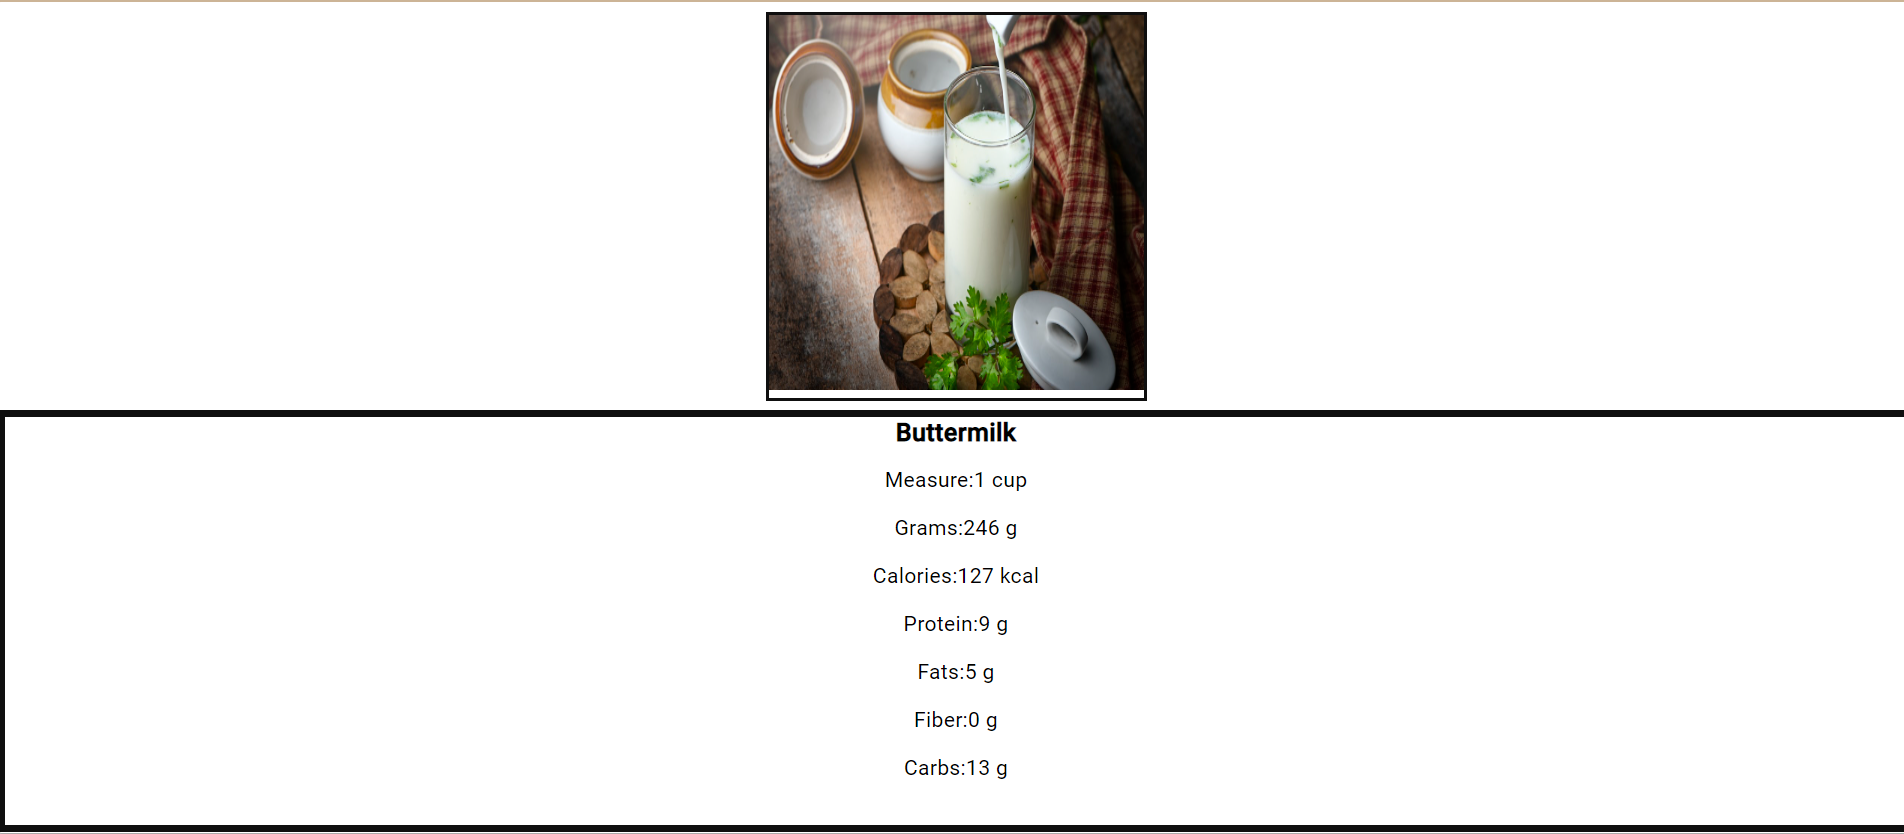 Buttermilk
Measure:1 cup
Grams:246 g
Calories:127 kcal
Protein:9 g
Fats:5 g
Fiber:0 g
Carbs:13 g